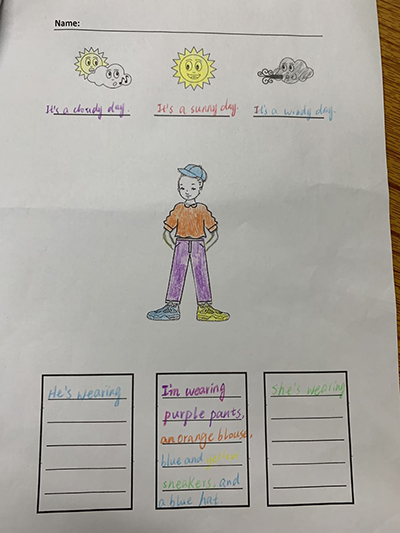 Name:
It's a cloudy day. It's a sunny day. It's a windy day.
He's wearing
I'm wearing
purple pants,
an orange blouse,
blue and yellow
sneakers, and
a blue hat.
She's wearing